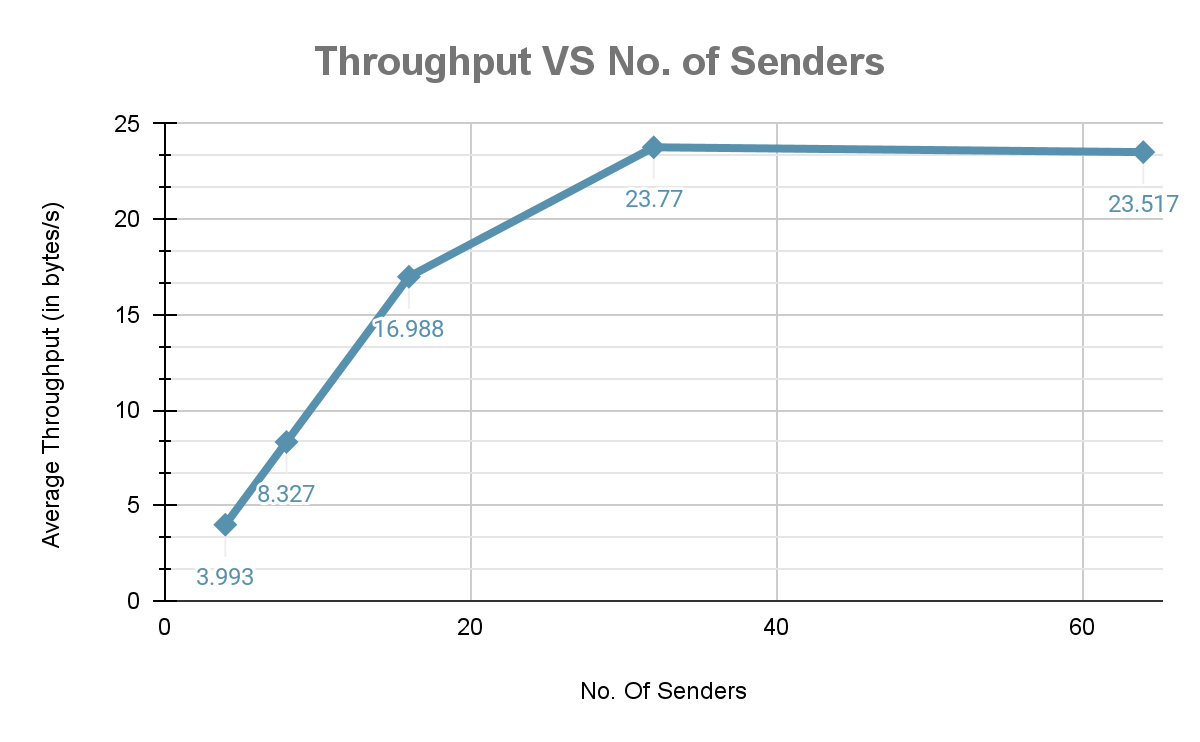 Throughput VS No. of Senders
Average Throughput (in bytes/s)
25
20
15
10
5
0
23.77
23.517
16.988
8.327
3.993
0 20 40 60
No. Of Senders